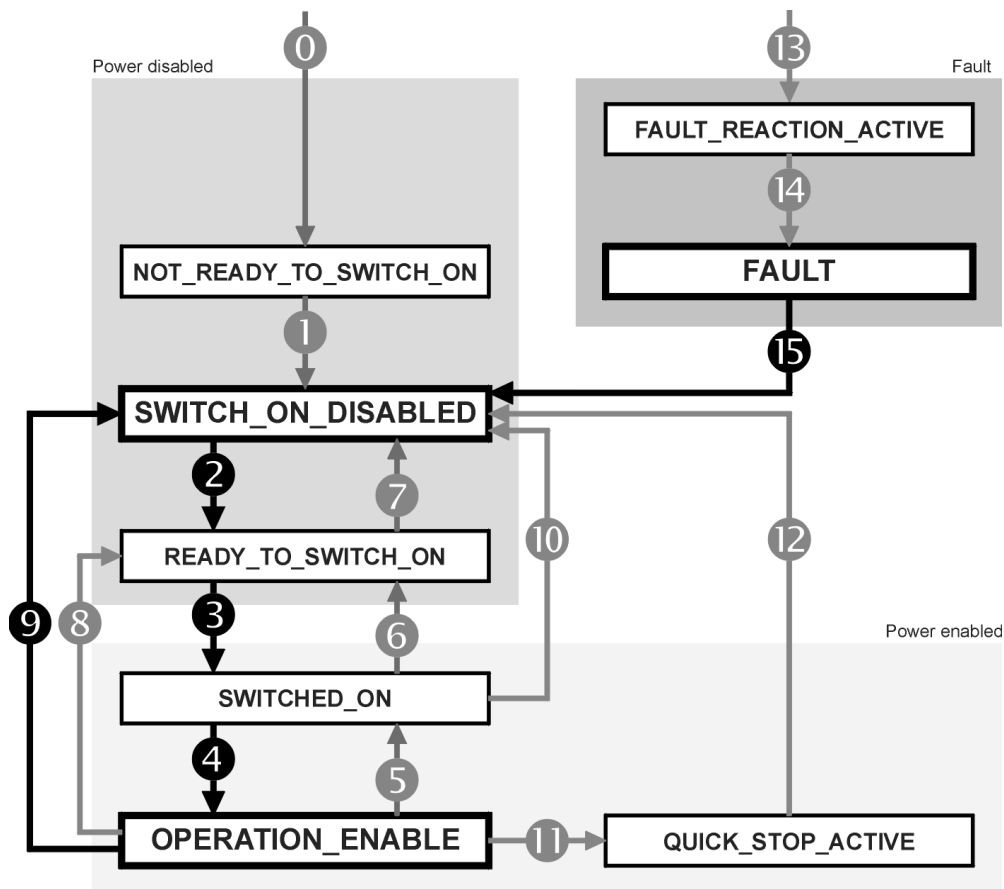 0
13
Power disabled
Fault
FAULT_REACTION_ACTIVE
14
NOT_READY_TO_SWITCH_ON
FAULT
1
15
SWITCH_ON_DISABLED
2
7
10
12
READY_TO_SWITCH_ON
9
8
3
6
Power enabled
SWITCHED_ON
4
5
OPERATION_ENABLE
11
QUICK_STOP_ACTIVE